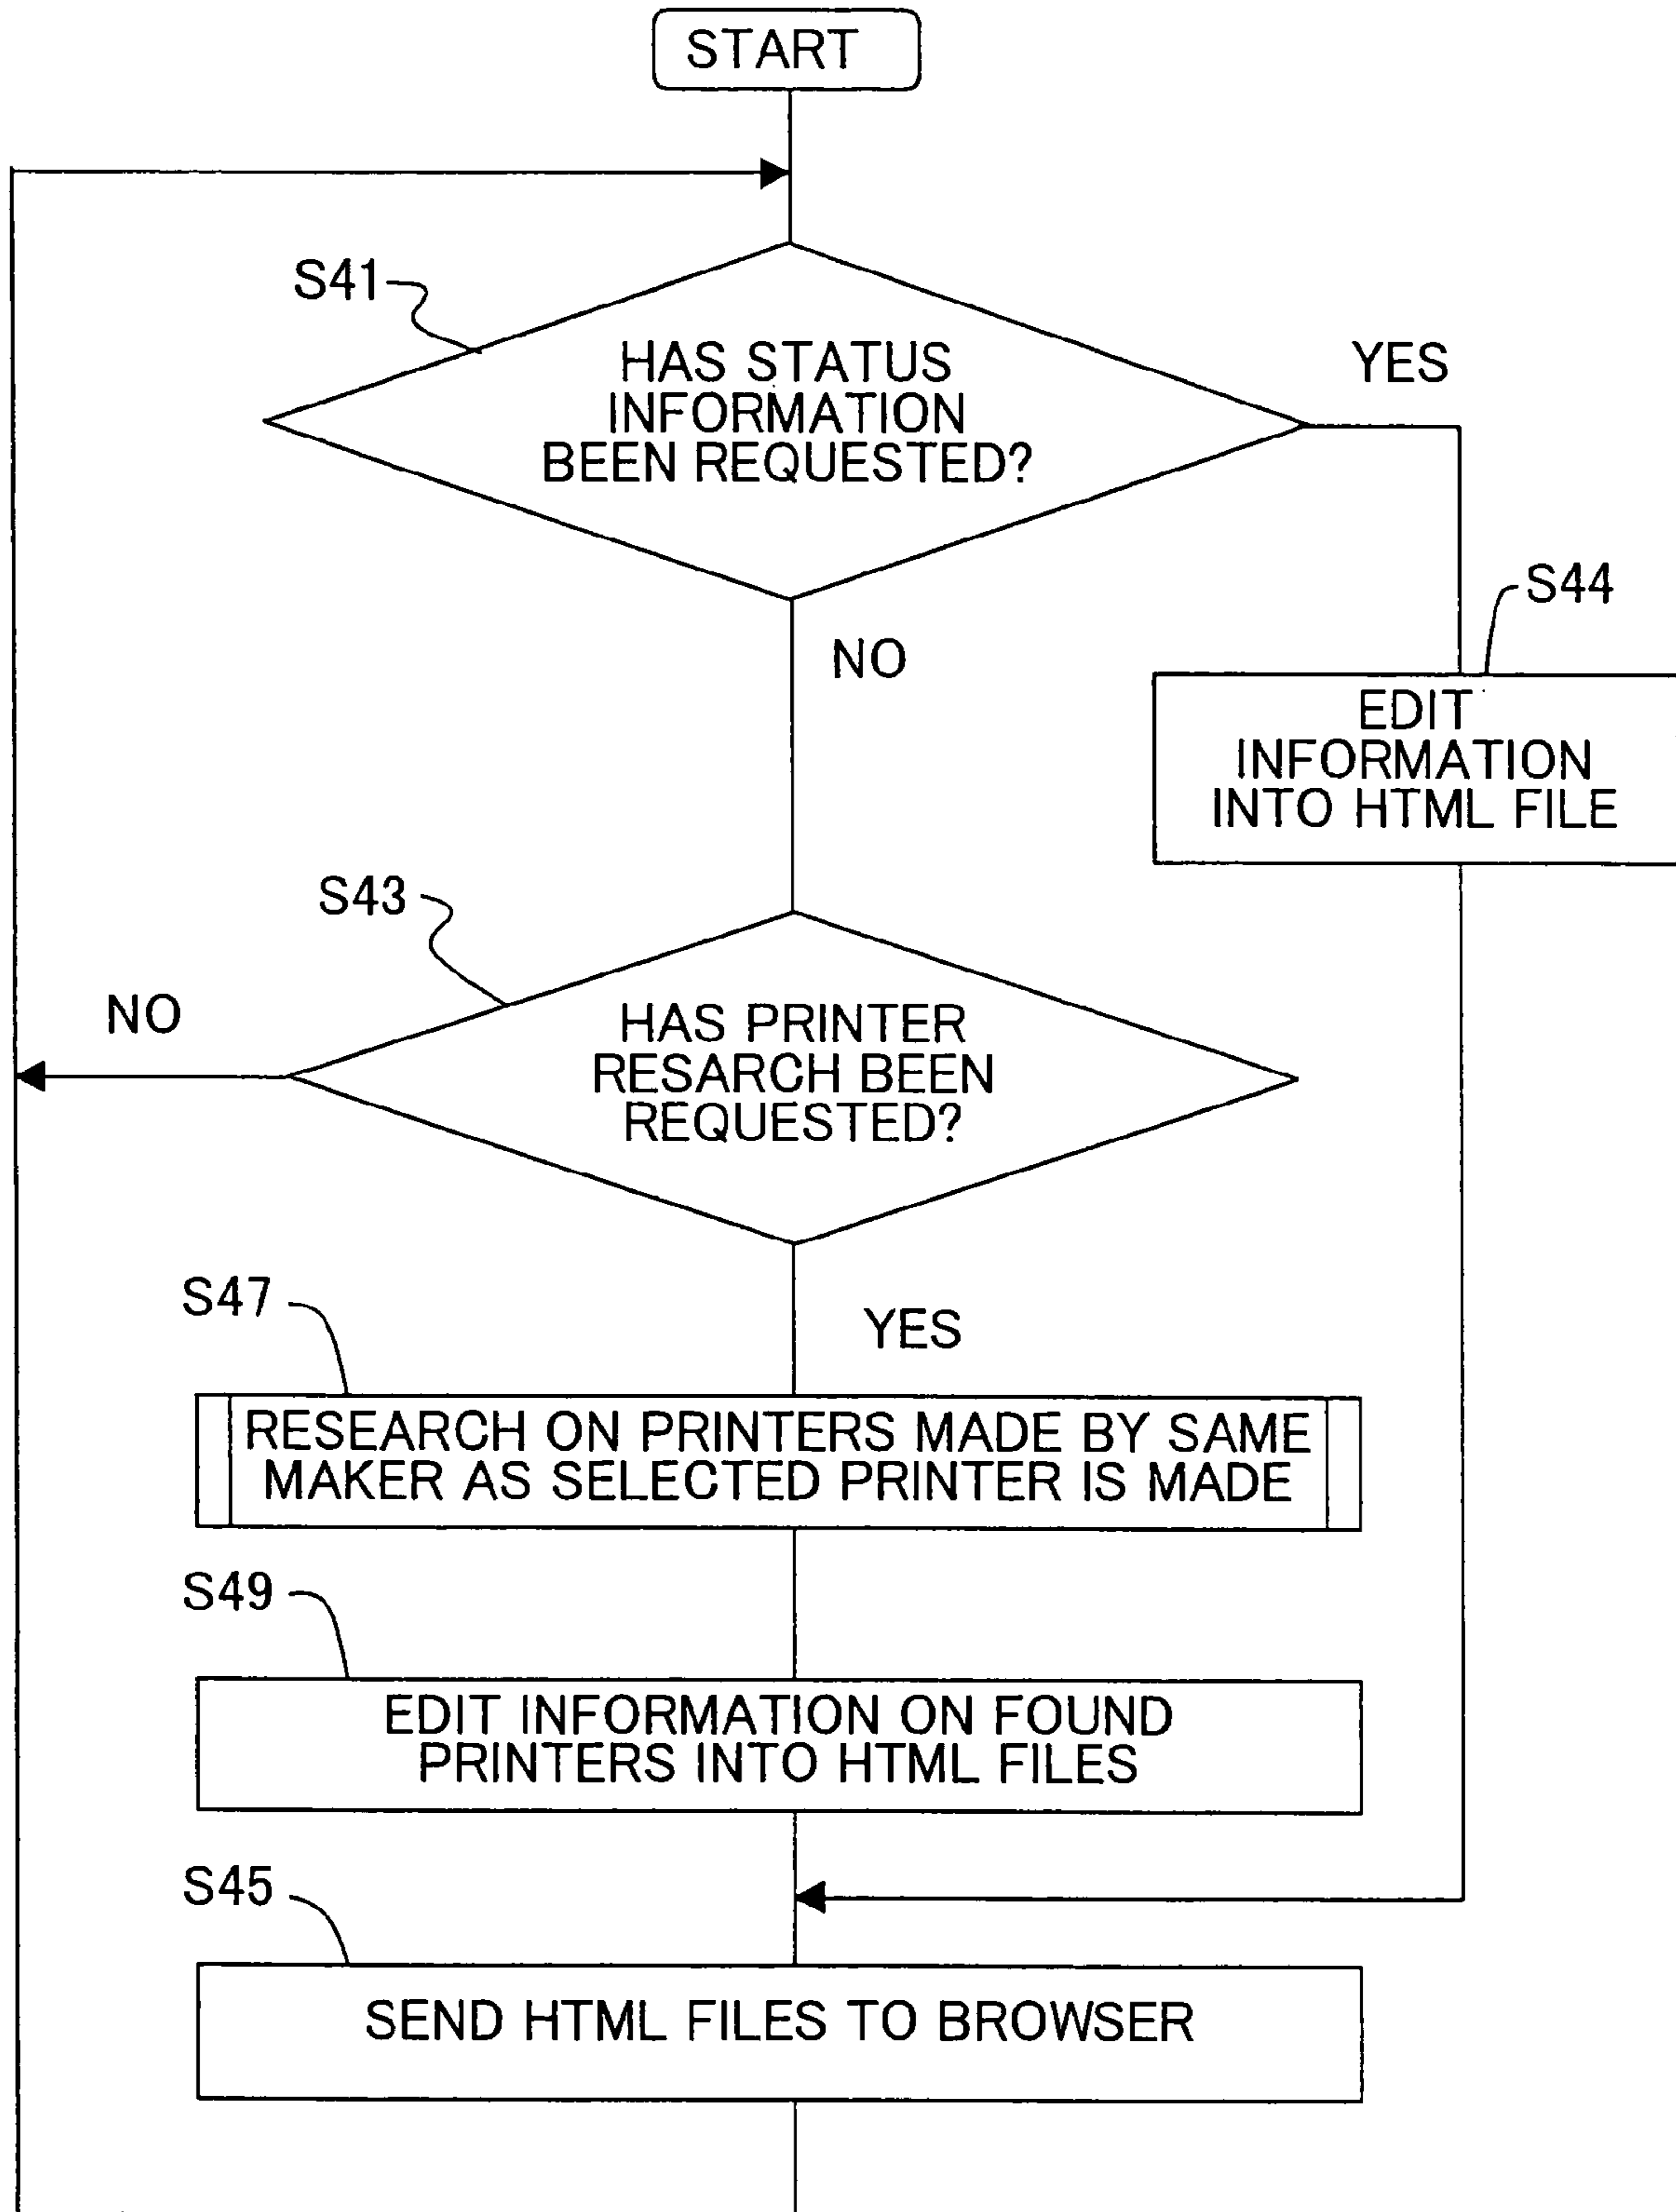 START
S41
HAS STATUS
INFORMATION
BEEN REQUESTED?
YES
S44
NO
EDIT
INFORMATION
INTO HTML FILE
S43
NO
HAS PRINTER
RESARCH BEEN
REQUESTED?
S47
YES
RESEARCH ON PRINTERS MADE BY SAME
MAKER AS SELECTED PRINTER IS MADE
S49
EDIT INFORMATION ON FOUND
PRINTERS INTO HTML FILES
S45
SEND HTML FILES TO BROWSER